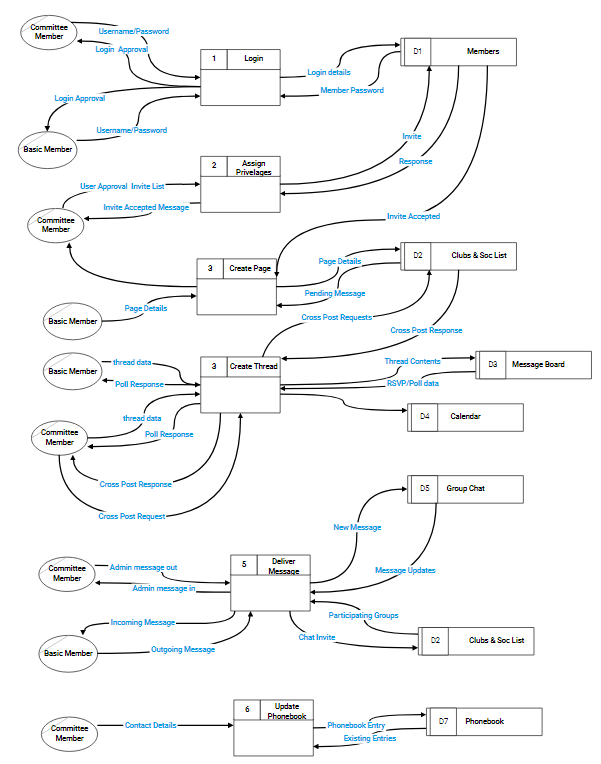 Committee
Member
Username/Password
Login Approval
1
Login
Login details
D1
Members
Member Password
Login Approval
Username/Password
Basic Member
Invite
2
Assign
Privelages
Response
User Approval Invite List
Invite Accepted Message
Committee
Member
Invite Accepted
3
Create Page
Page Details
D2
Clubs & Soc List
Pending Message
Page Details
Basic Member
Cross Post Requests
Cross Post Response
thread data
Basic Member
Poll Response
3
Create Thread
Thread Contents
D3
Message Board
RSVP/Poll data
thread data
D4
Calendar
Committee
Member
Poll Response
Cross Post Response
D5
Group Chat
Cross Post Request
New Message
Committee
Member
Admin message out
5
Deliver
Message
Message Updates
Admin message in
Participating Groups
Incoming Message
Chat Invite
D2
Clubs & Soc List
Basic Member
Outgoing Message
6
Update
Phonebook
Committee
Member
Contact Details
Phonebook Entry
D7
Phonebook
Existing Entries